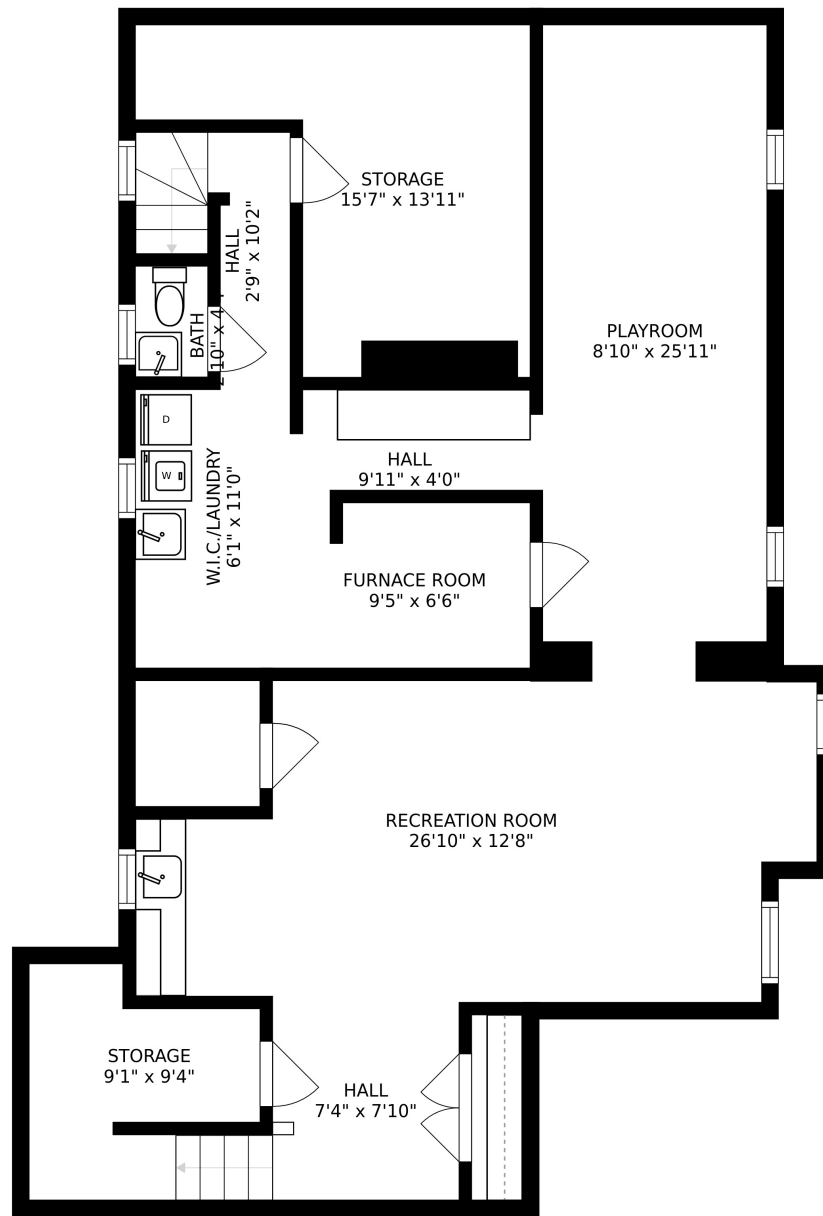 STORAGE
15'7" x 13'11"
HALL
2'9" x 10'2"
BATH
PLAYROOM
8'10" x 25'11"
D
W
W.I.C./LAUNDRY
6'1" x 11'0"
HALL
9'11" x 4'0"
FURNACE ROOM
9'5" x 6'6"
RECREATION ROOM
26'10" x 12'8"
STORAGE
9'1" x 9'4"
HALL
7'4" x 7'10"